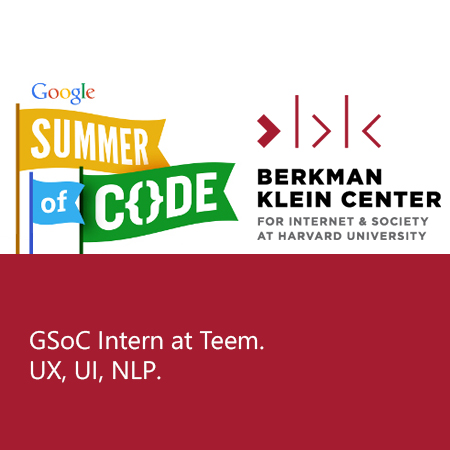 Google
SUMMER
of CODE
BERKMAN
KLEIN CENTER
FOR INTERNET & SOCIETY
AT HARVARD UNIVERSITY
GSoC Intern at Teem.
UX, UI, NLP.